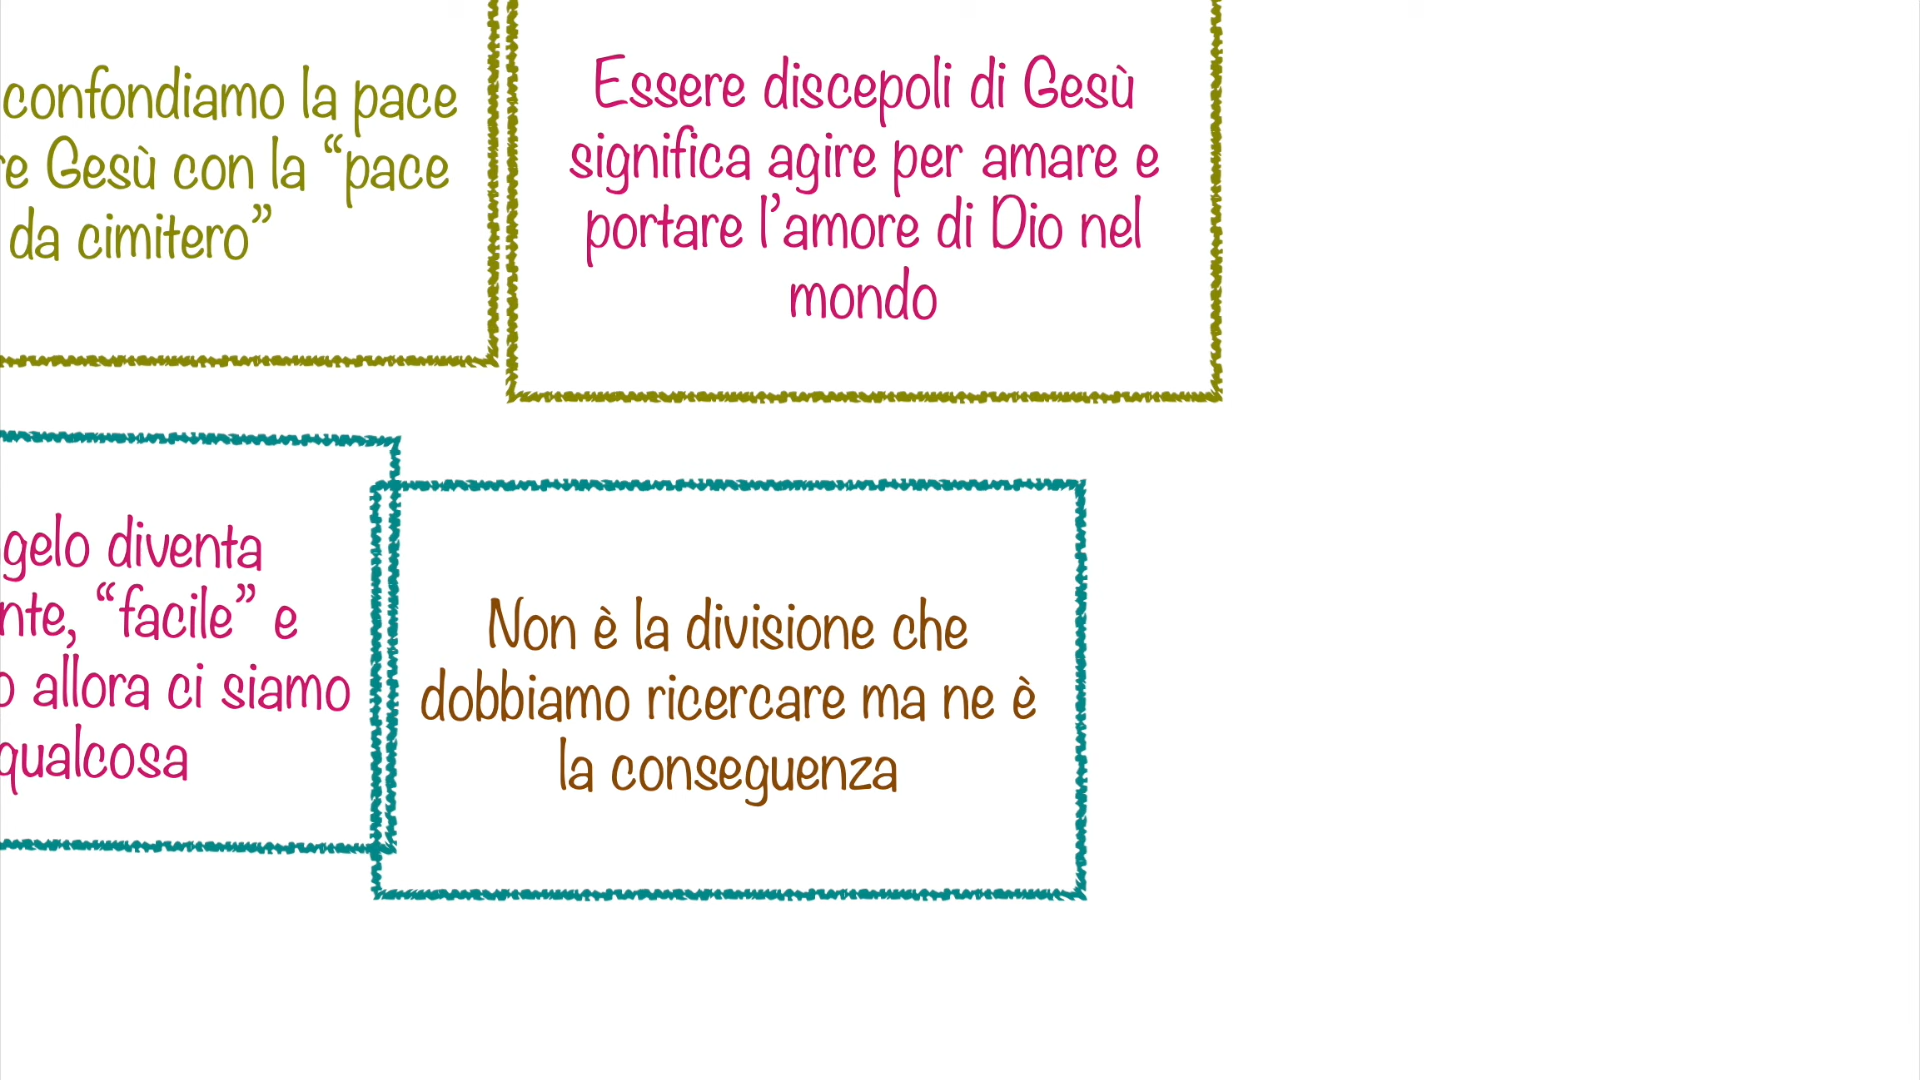 confondiamo la pace
re Gesù con la “pace
da cimitero”
Essere discepoli di Gesù
significa agire per amare e
portare l’amore di Dio nel
mondo
gelo diventa
nte, “facile” e
o allora ci siamo
qualcosa
Non è la divisione che
dobbiamo ricercare ma ne è
la conseguenza